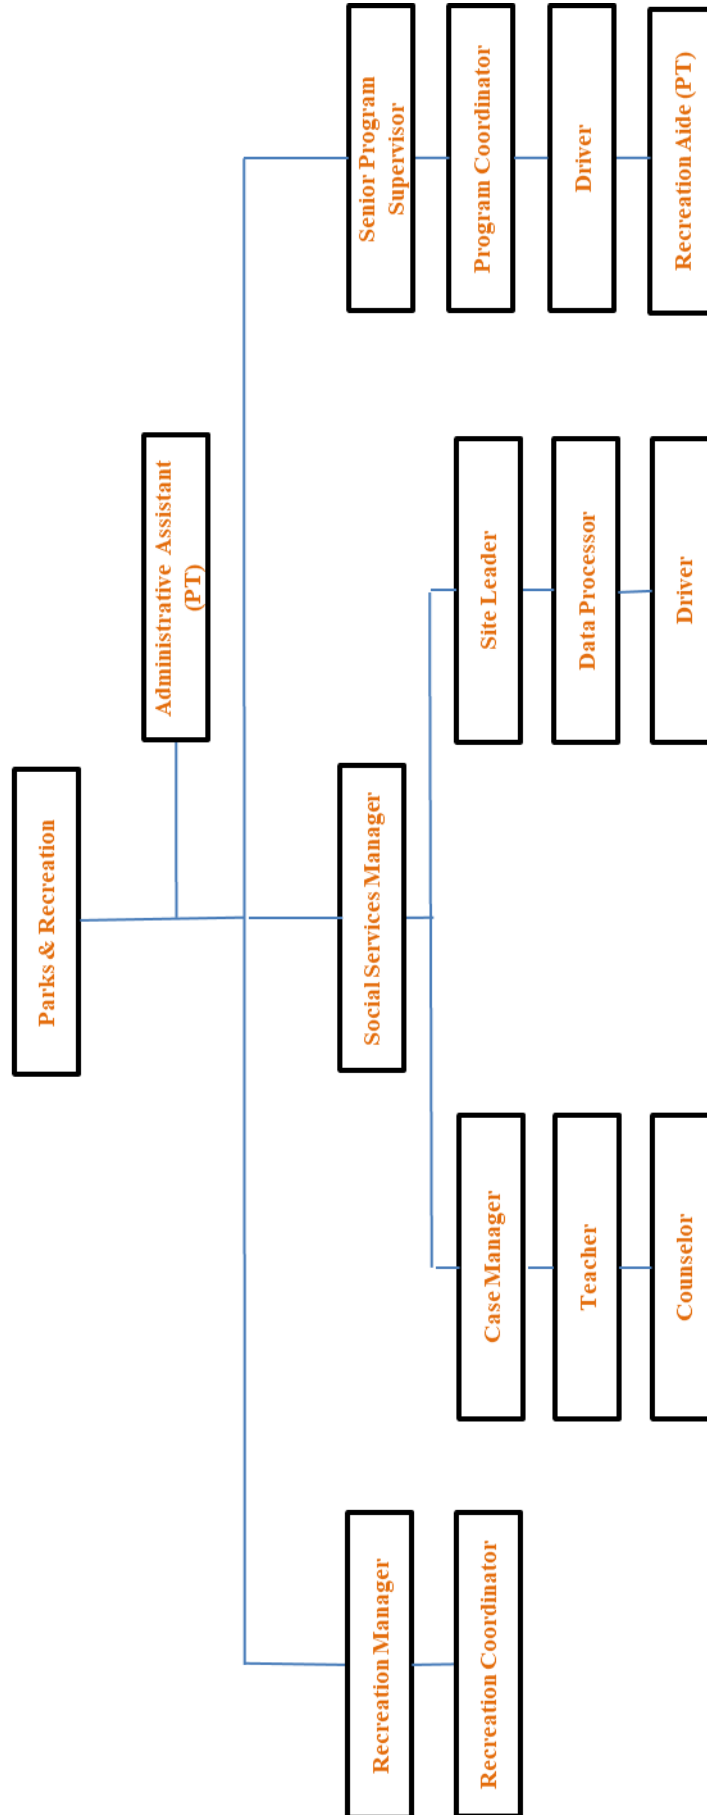 Parks & Recreation
Administrative Assistant
(PT)
Recreation Manager
Social Services Manager
Senior Program
Supervisor
Recreation Coordinator
Case Manager
Site Leader
Program Coordinator
Teacher
Data Processor
Driver
Counselor
Driver
Recreation Aide (PT)